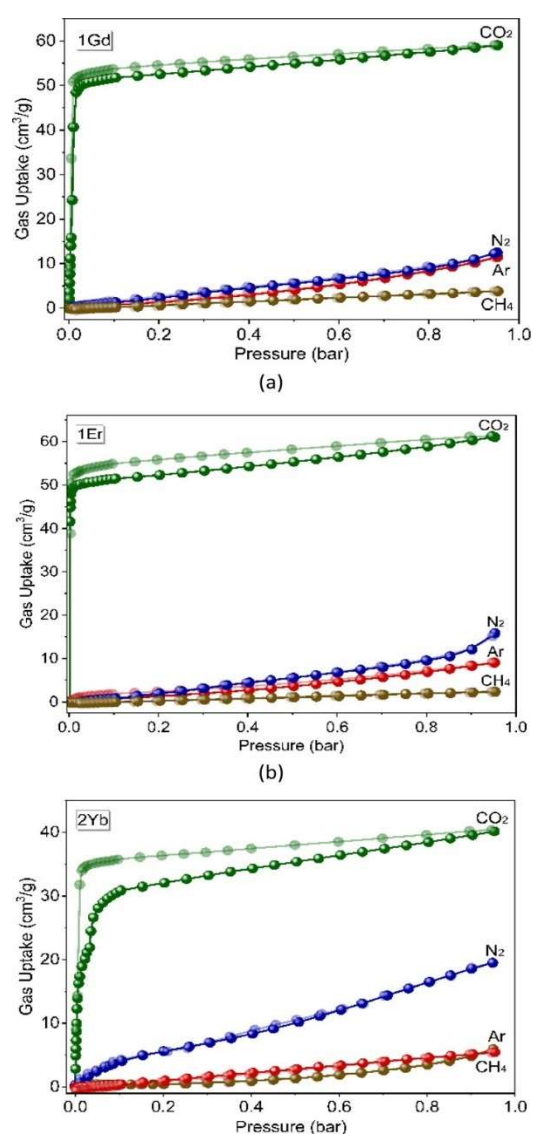 1Gd
CO₂
Gas Uptake (cm³/g)
60
50
40
30
20
10
0
N₂
Ar
CH₄
0.0 0.2 0.4 0.6 0.8 1.0
Pressure (bar)
(a)
1Er
CO₂
Gas Uptake (cm³/g)
60
50
40
30
20
10
0
N₂
Ar
CH₄
0.0 0.2 0.4 0.6 0.8 1.0
Pressure (bar)
(b)
2Yb
CO₂
Gas Uptake (cm³/g)
40
30
20
10
0
N₂
Ar
CH₄
0.0 0.2 0.4 0.6 0.8 1.0
Pressure (bar)